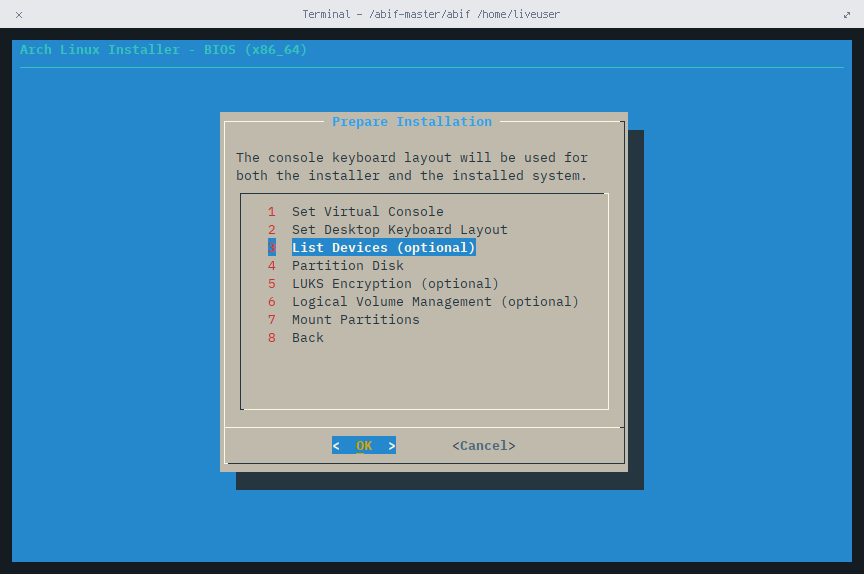 Terminal - /abif-master/abif /home/liveuser
Arch Linux Installer - BIOS (x86_64)
Prepare Installation
The console keyboard layout will be used for
both the installer and the installed system.
1 Set Virtual Console
2 Set Desktop Keyboard Layout
3 List Devices (optional)
4 Partition Disk
5 LUKS Encryption (optional)
6 Logical Volume Management (optional)
7 Mount Partitions
8 Back
< OK > <Cancel>